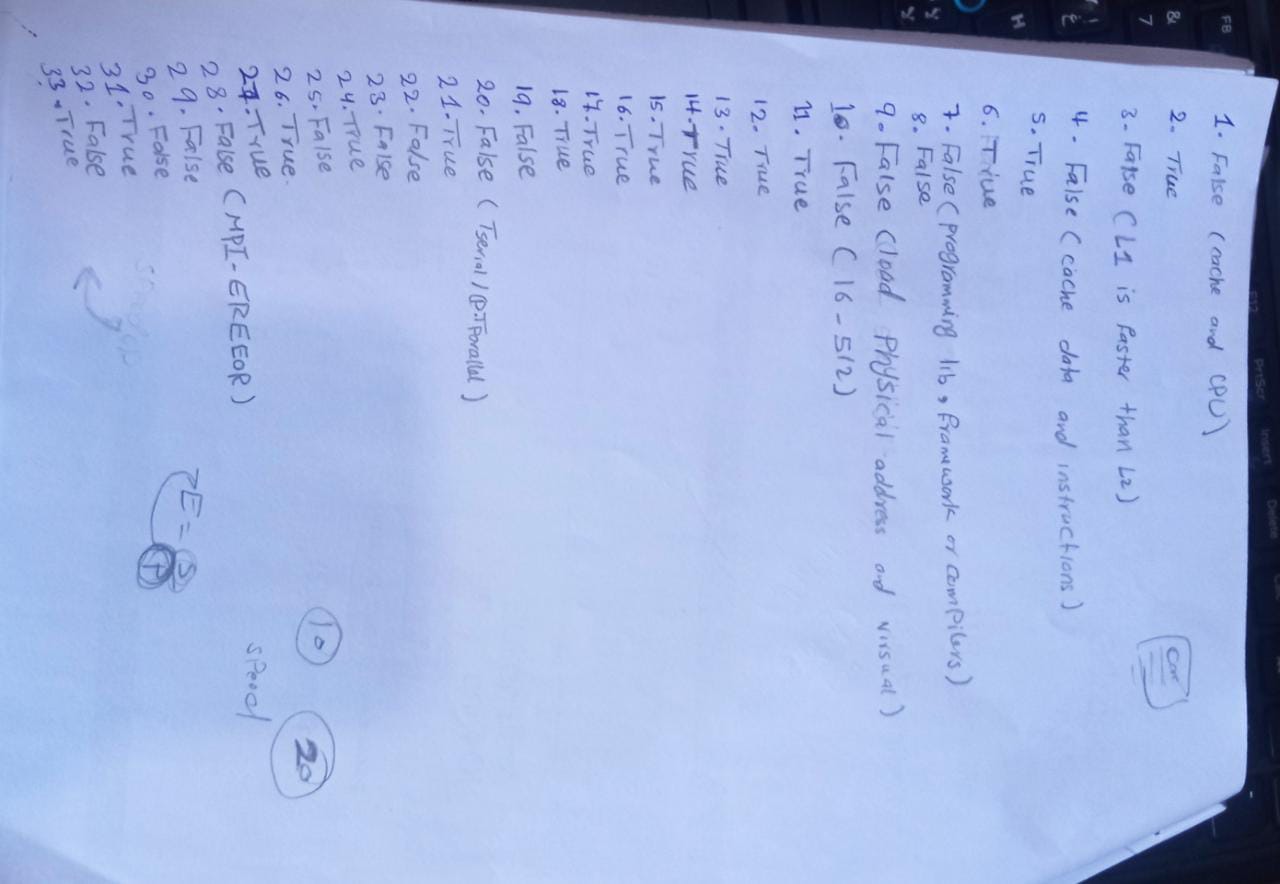 F8
F12
PrtScr
Insert
Delete
&
7
H
1. False (cache and CPU)
2. True
Cor
3. False (L1 is faster than L2)
4. False (cache data and instructions)
5. True
6. True
7. False (programming lib, framework or compilers)
8. False
9. False (load Physical address and virsual)
10. False (16 - 512)
11. True
12. True
13. True
14. True
15. True
16. True
17. True
18. True
19. False
20. False (Tserial / P.TParallel)
21. True
22. False
23. False
24. True
25. False
26. True.
27. True
28. False (MPI-EREEOR)
29. False
30. False
31. True
32. False
33. True
10
20
speed
E = S
P
speedup